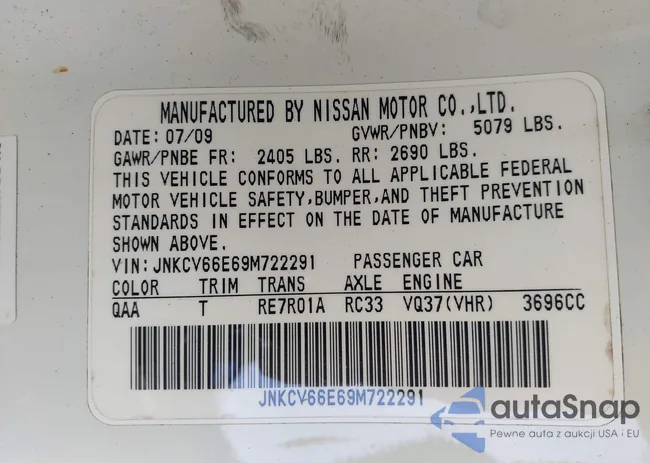 MANUFACTURED BY NISSAN MOTOR CO.,LTD.
DATE: 07/09 GVWR/PNBV: 5079 LBS.
GAWR/PNBE FR: 2405 LBS. RR: 2690 LBS.
THIS VEHICLE CONFORMS TO ALL APPLICABLE FEDERAL
MOTOR VEHICLE SAFETY,BUMPER,AND THEFT PREVENTION
STANDARDS IN EFFECT ON THE DATE OF MANUFACTURE
SHOWN ABOVE.
VIN:JNKCV66E69M722291 PASSENGER CAR
COLOR TRIM TRANS AXLE ENGINE
QAA T RE7R01A RC33 VQ37(VHR) 3696CC
JNKCV66E69M722291
autaSnap
Pewne auta z aukcji USA i EU